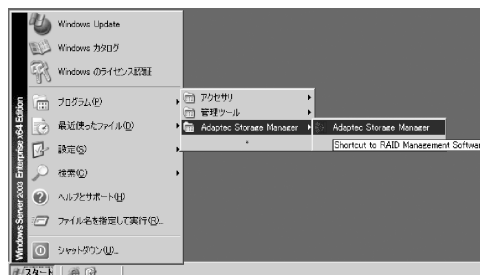 Windows Update
Windows カタログ
Windows のライセンス認証
プログラム(P)
最近使ったファイル(D)
設定(S)
検索(C)
ヘルプとサポート(H)
ファイル名を指定して実行(R)...
シャットダウン(U)...
Windows Server 2003 Enterprise x64 Edition
アクセサリ
管理ツール
Adaptec Storage Manager
Adaptec Storage Manager
Shortcut to RAID Management Softwar
スタート